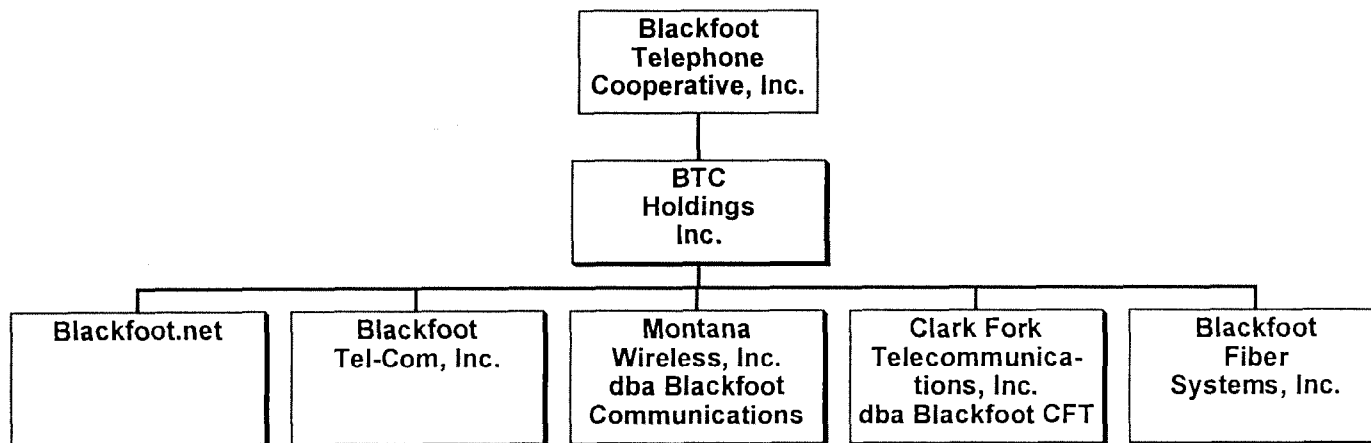 Blackfoot
Telephone
Cooperative, Inc.
BTC
Holdings
Inc.
Blackfoot.net
Blackfoot
Tel-Com, Inc.
Montana
Wireless, Inc.
dba Blackfoot
Communications
Clark Fork
Telecommunica-
tions, Inc.
dba Blackfoot CFT
Blackfoot
Fiber
Systems, Inc.